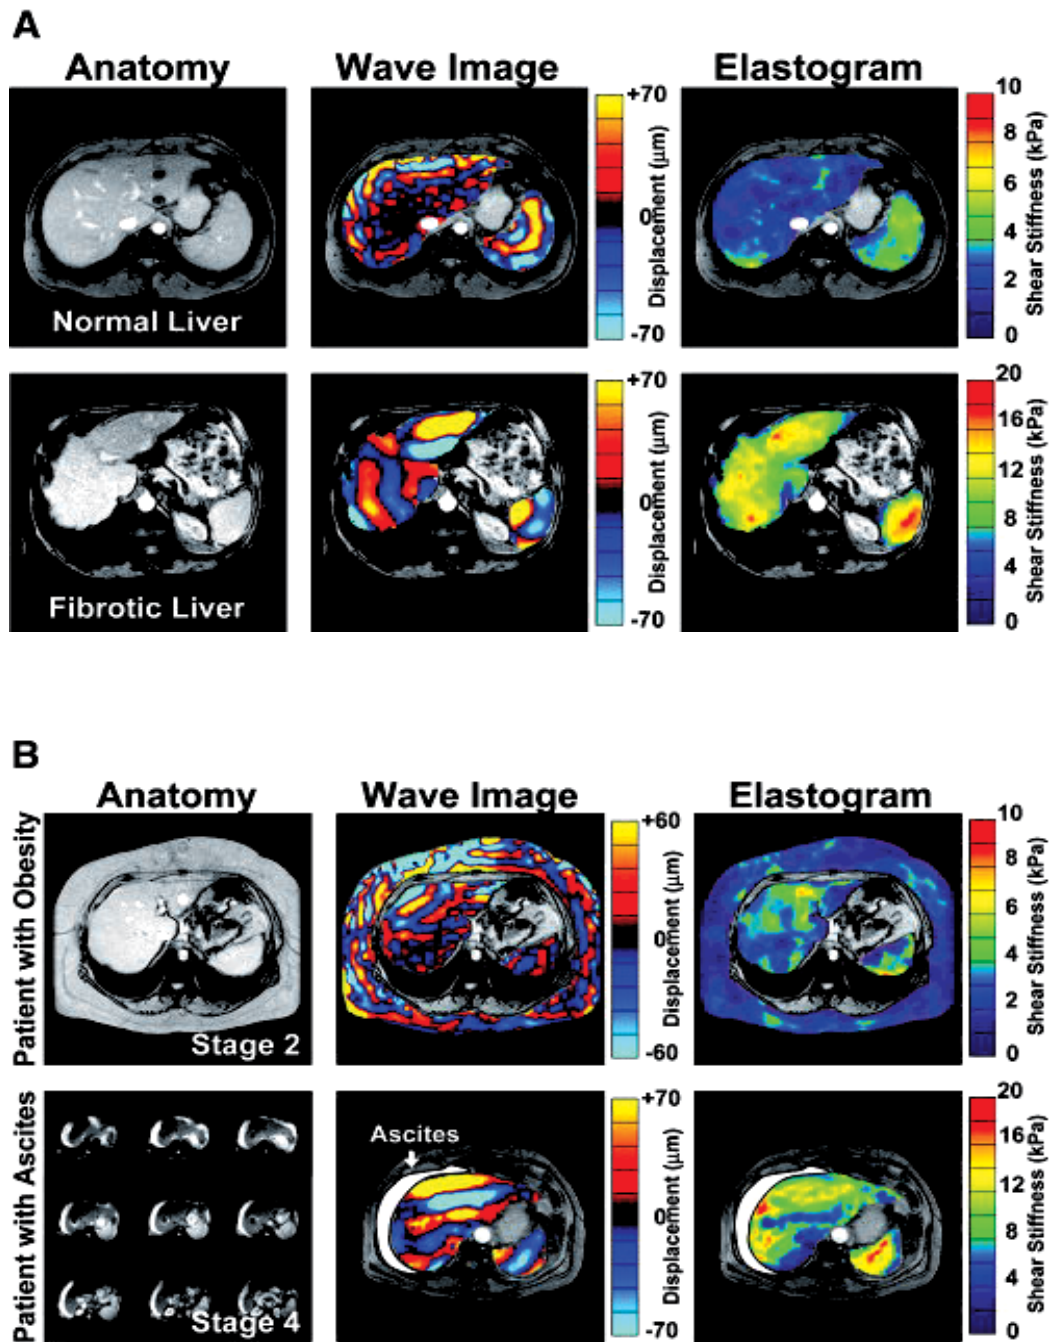 A
Anatomy Wave Image Elastogram
Normal Liver
+70
0
-70
Displacement (μm)
10
8
6
4
2
0
Shear Stiffness (kPa)
Fibrotic Liver
+70
0
-70
Displacement (μm)
20
16
12
8
4
0
Shear Stiffness (kPa)
B
Anatomy Wave Image Elastogram
Patient with Obesity
Stage 2
+60
0
-60
Displacement (μm)
10
8
6
4
2
0
Shear Stiffness (kPa)
Patient with Ascites
Stage 4
Ascites
+70
0
-70
Displacement (μm)
20
16
12
8
4
0
Shear Stiffness (kPa)